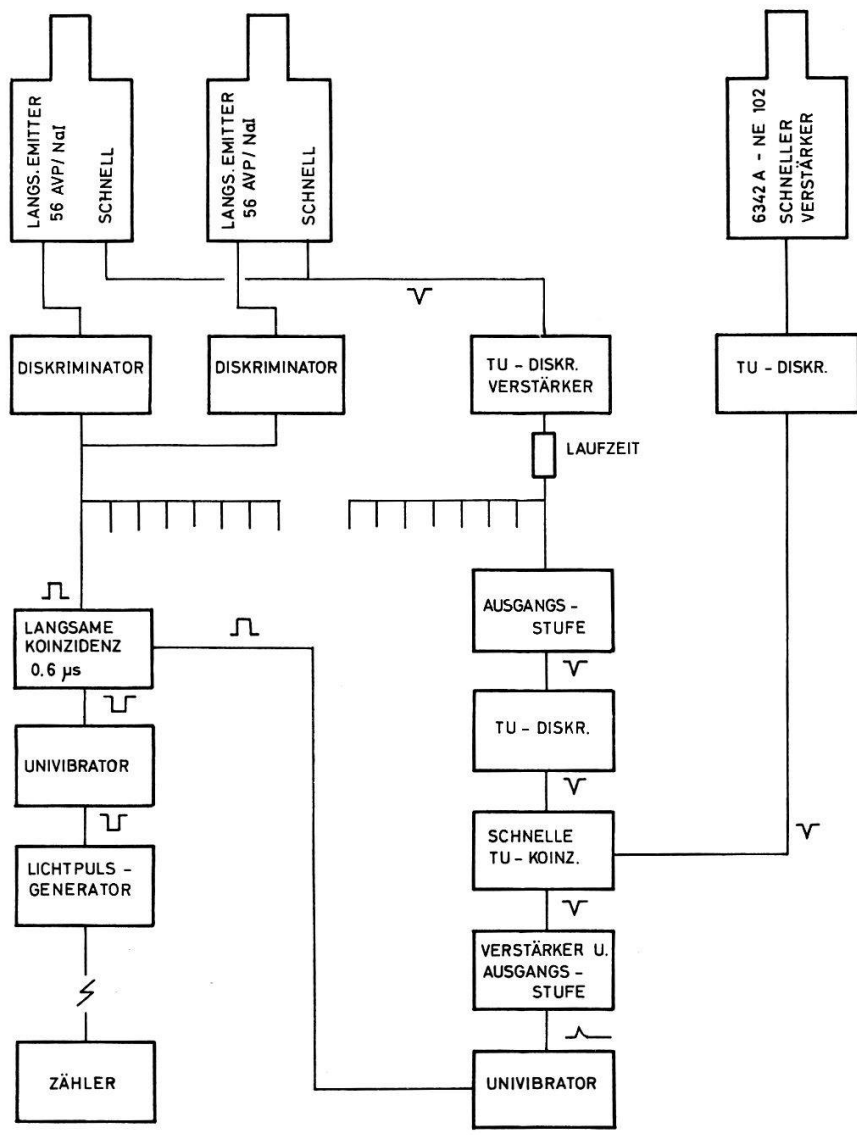 LANGS. EMITTER
56 AVP / NaI
SCHNELL
LANGS. EMITTER
56 AVP / NaI
SCHNELL
6342 A - NE 102
SCHNELLER
VERSTÄRKER
DISKRIMINATOR
DISKRIMINATOR
TU - DISKR.
VERSTÄRKER
TU - DISKR.
LAUFZEIT
AUSGANGS -
STUFE
LANGSAME
KOINZIDENZ
0.6 µs
TU - DISKR.
UNIVIBRATOR
SCHNELLE
TU - KOINZ.
LICHTPULS -
GENERATOR
VERSTÄRKER U.
AUSGANGS -
STUFE
ZÄHLER
UNIVIBRATOR